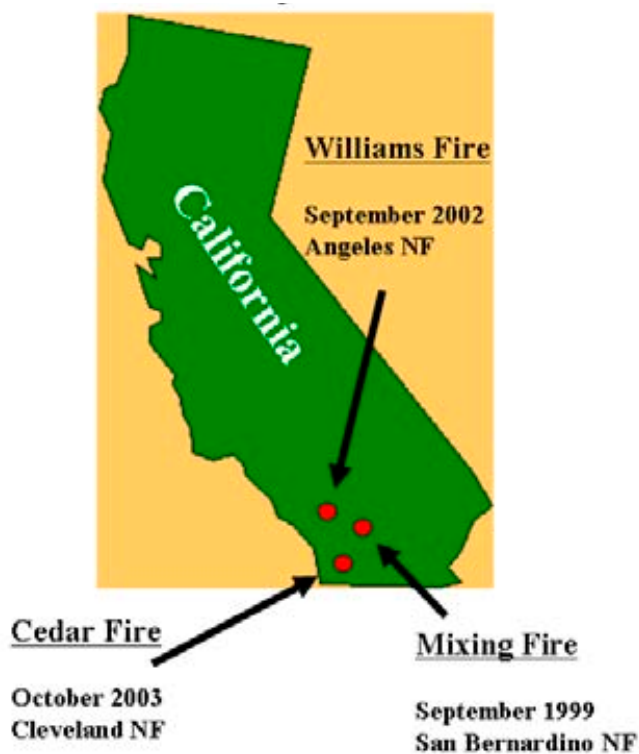 Williams Fire
September 2002
Angeles NF
California
Cedar Fire
October 2003
Cleveland NF
Mixing Fire
September 1999
San Bernardino NF